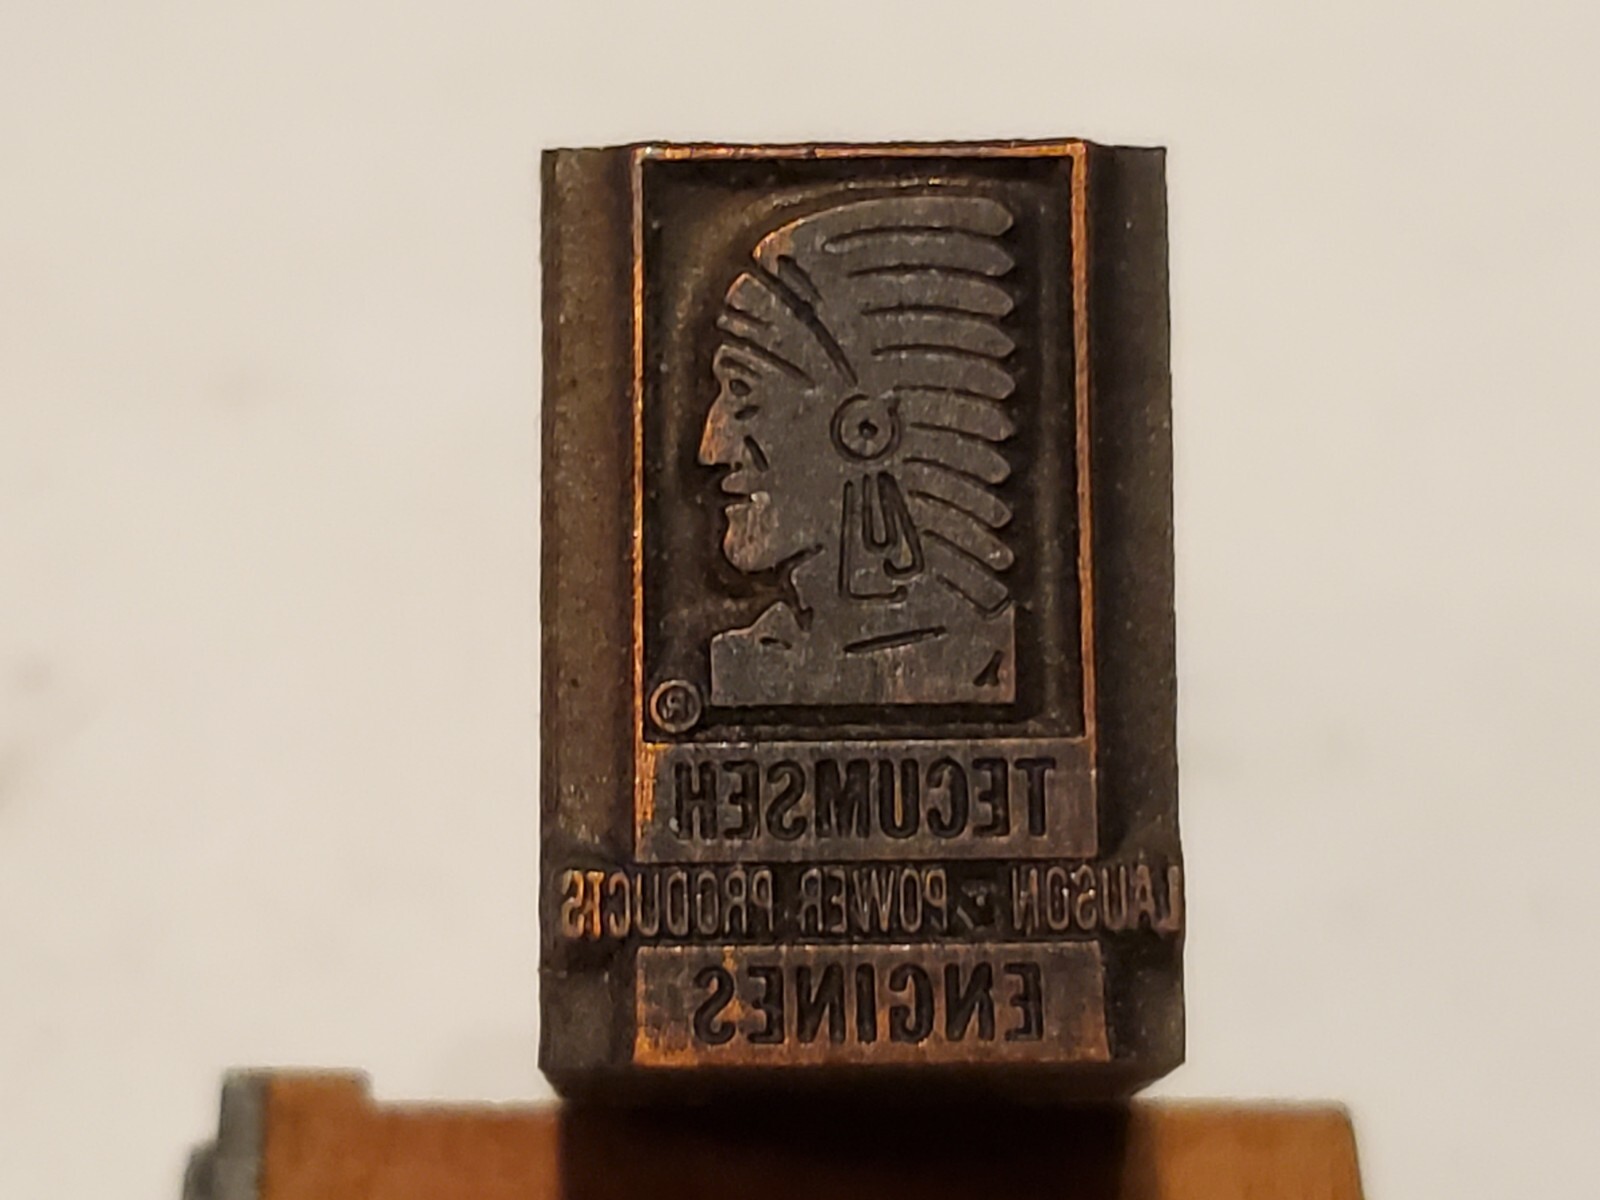 ®
TECUMSEH
LAUSON - POWER PRODUCTS
ENGINES